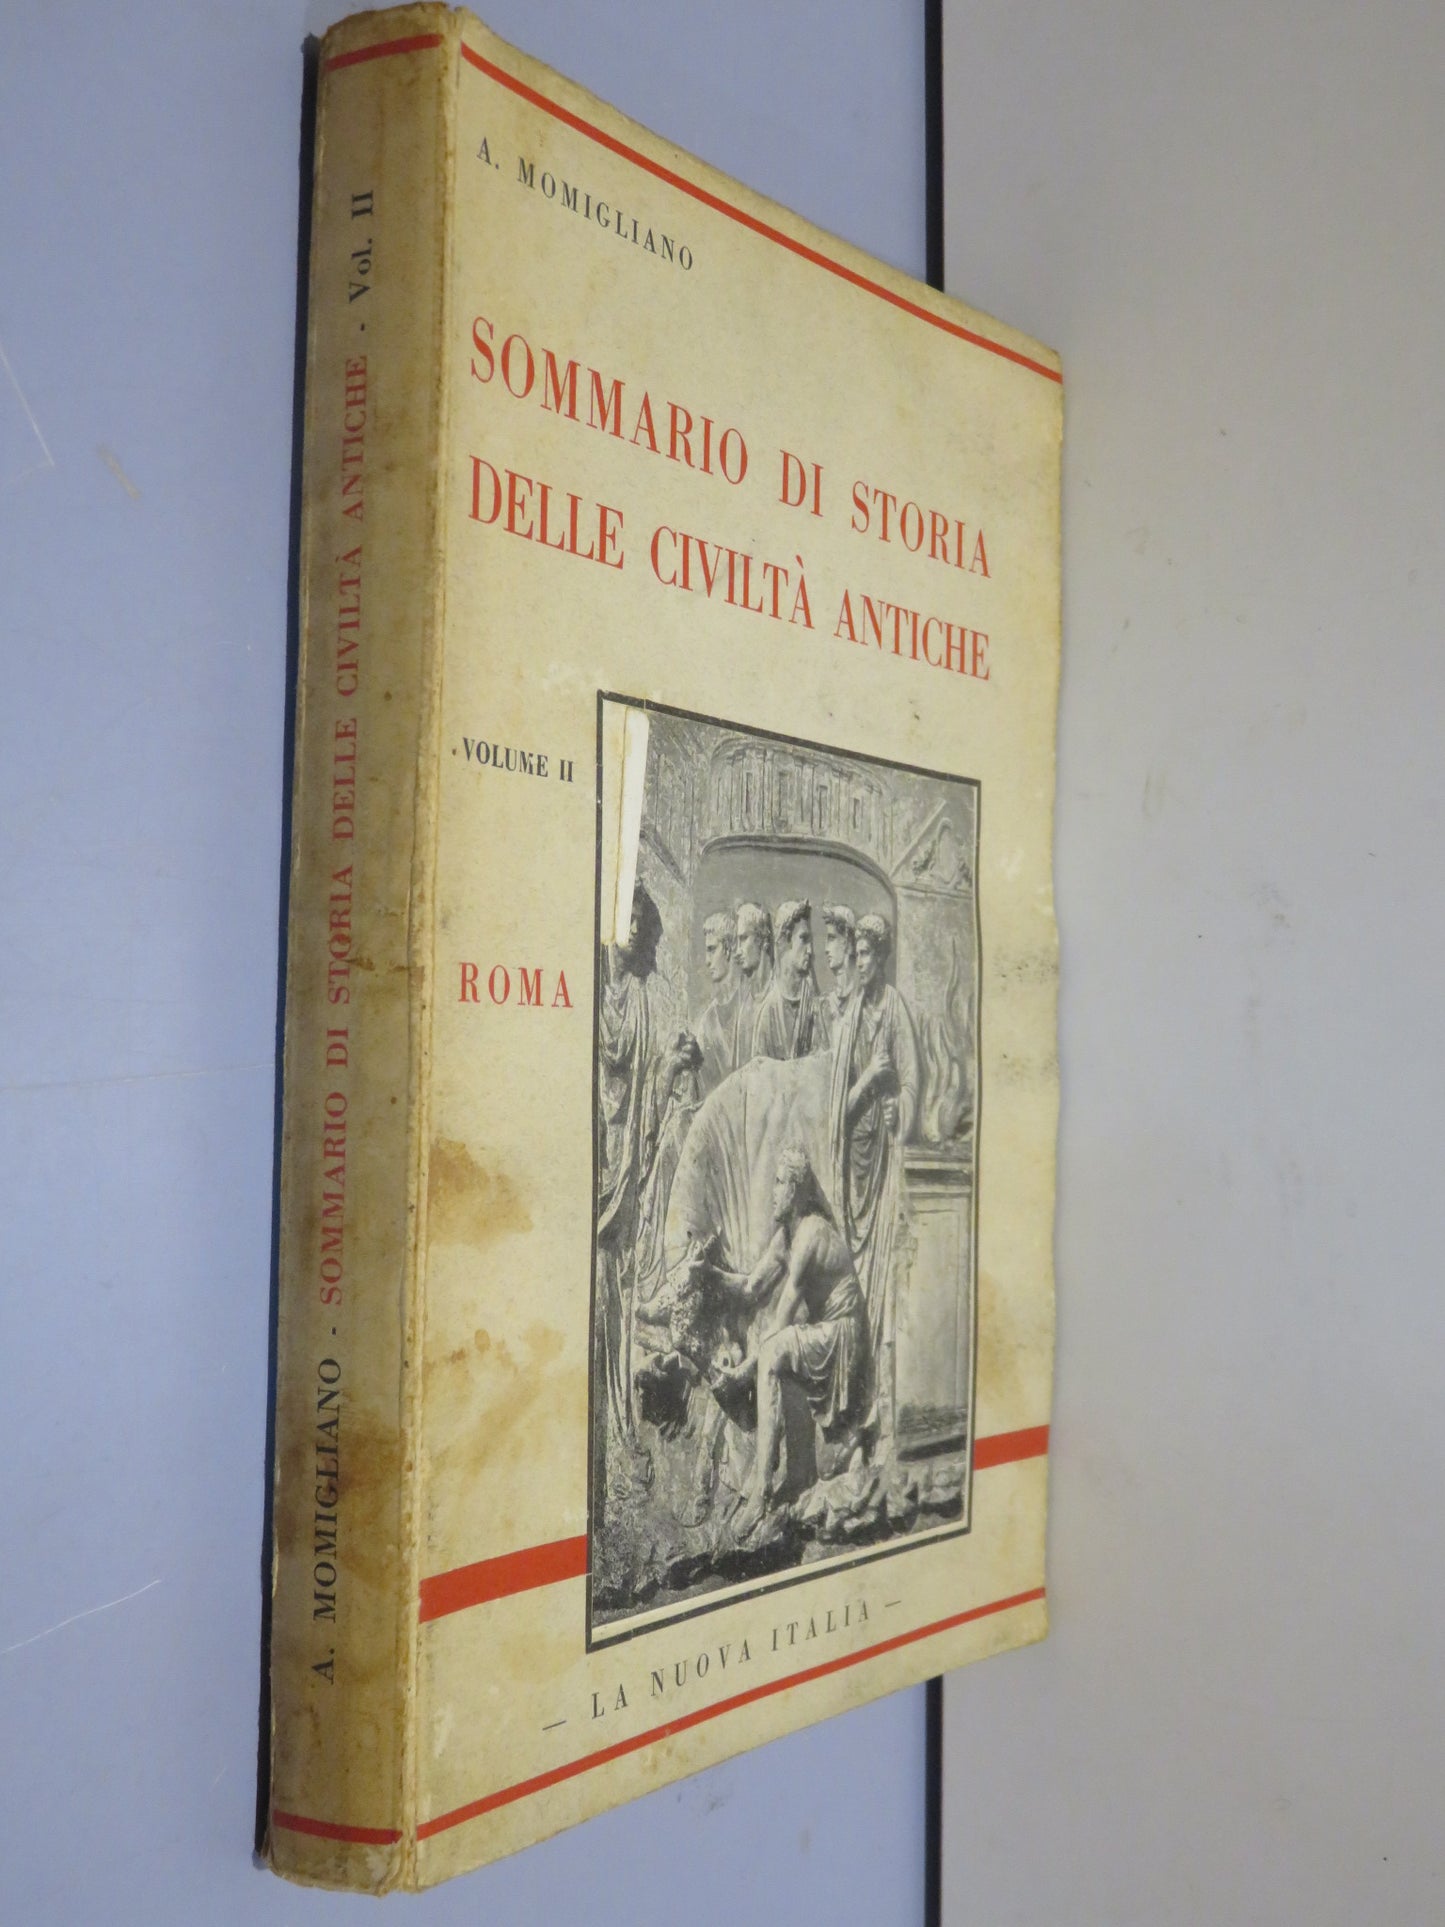 A. MOMIGLIANO - SOMMARIO DI STORIA DELLE CIVILTÀ ANTICHE - Vol. II
A. MOMIGLIANO
SOMMARIO DI STORIA
DELLE CIVILTÀ ANTICHE
VOLUME II
ROMA
— LA NUOVA ITALIA —